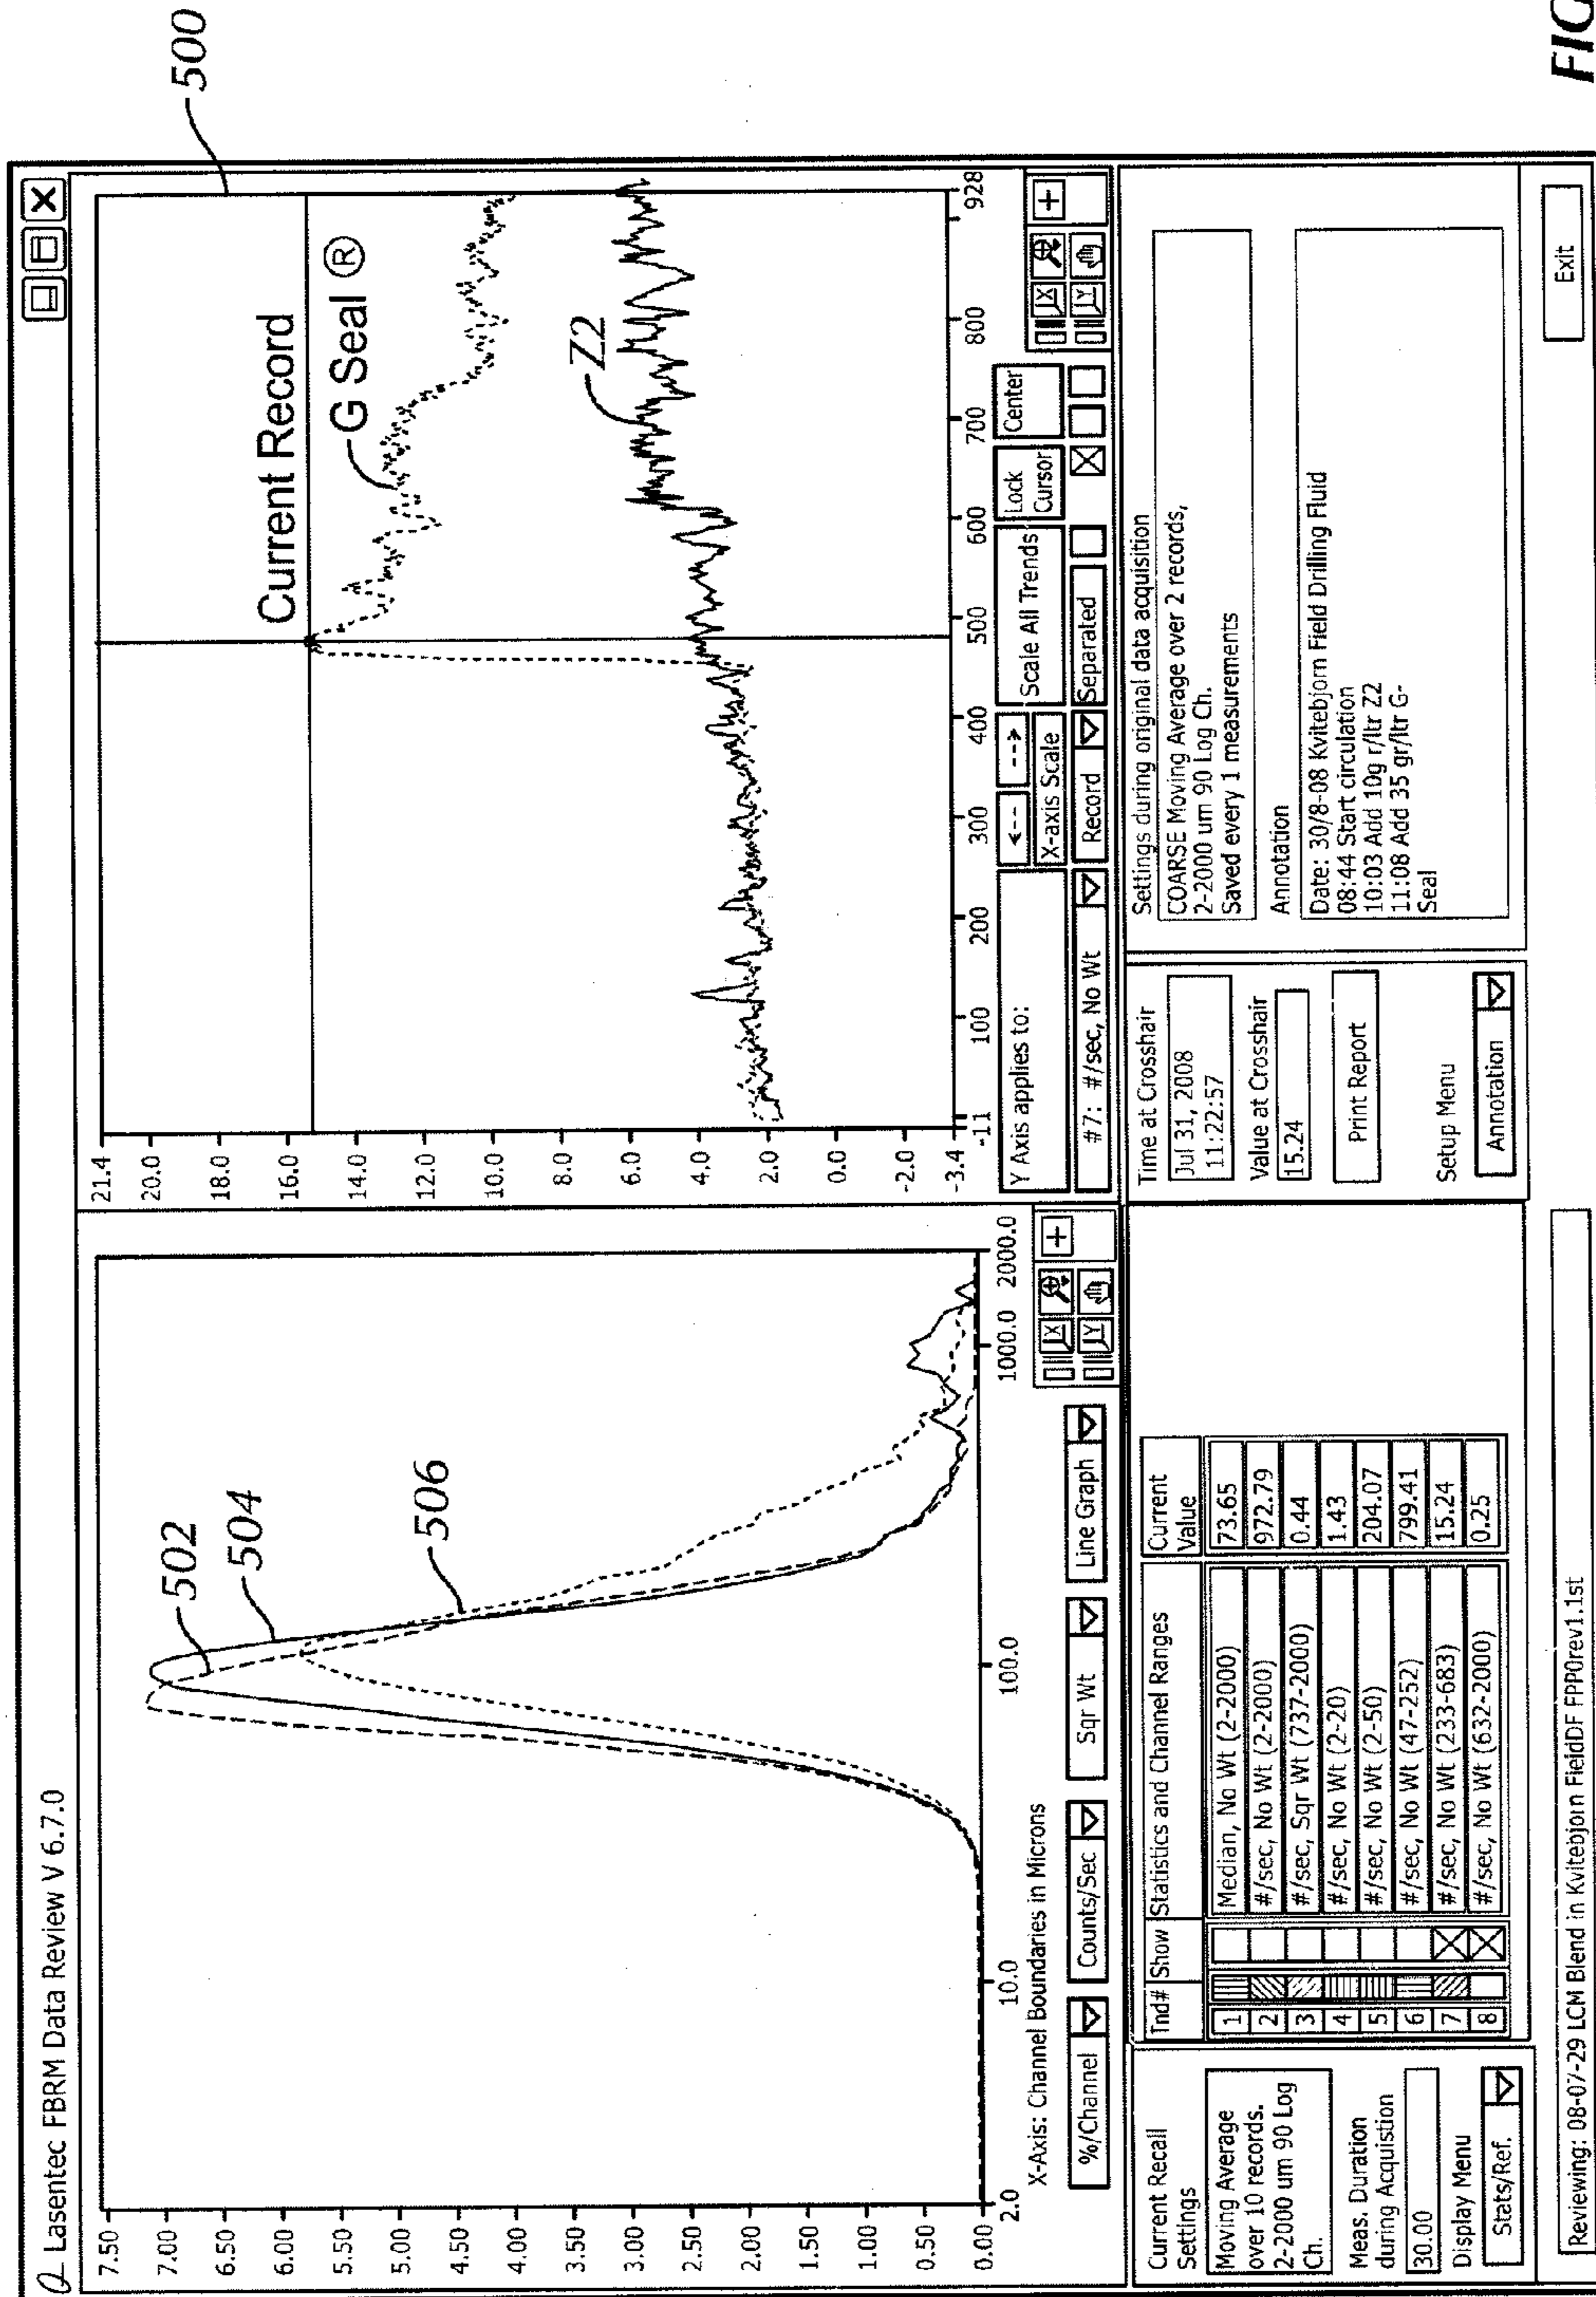 Lasentec FBRM Data Review V 6.7.0
7.50
7.00
6.50
6.00
5.50
5.00
4.50
4.00
3.50
3.00
2.50
2.00
1.50
1.00
0.50
0.00
2.0
10.0
100.0
1000.0
2000.0
502
504
506
X-Axis: Channel Boundaries in Microns
%/Channel
Counts/Sec
Sqr Wt
Line Graph
X
Y
+
21.4
20.0
18.0
16.0
14.0
12.0
10.0
8.0
6.0
4.0
2.0
0.0
-2.0
-3.4
-11
100
200
300
400
500
600
700
800
928
Current Record
G Seal ®
Z2
500
Y Axis applies to:
#7: #/sec, No Wt
<--- --->
X-axis Scale
Record
Scale All Trends
Separated
Lock
Cursor
Center
X
Y
+
Current Recall
Settings
Moving Average
over 10 records.
2-2000 um 90 Log
Ch.
Meas. Duration
during Acquistion
30.00
Display Menu
Stats/Ref.
Tnd# Show Statistics and Channel Ranges Current Value
1 Median, No Wt (2-2000) 73.65
2 #/sec, No Wt (2-2000) 972.79
3 #/sec, Sqr Wt (737-2000) 0.44
4 #/sec, No Wt (2-20) 1.43
5 #/sec, No Wt (2-50) 204.07
6 #/sec, No Wt (47-252) 799.41
7 #/sec, No Wt (233-683) 15.24
8 #/sec, No Wt (632-2000) 0.25
Time at Crosshair
Jul 31, 2008
11:22:57
Value at Crosshair
15.24
Print Report
Setup Menu
Annotation
Settings during original data acquisition
COARSE Moving Average over 2 records,
2-2000 um 90 Log Ch.
Saved every 1 measurements
Annotation
Date: 30/8-08 Kvitebjorn Field Drilling Fluid
08:44 Start circulation
10:03 Add 10g r/ltr Z2
11:08 Add 35 gr/ltr G-
Seal
Reviewing: 08-07-29 LCM Blend in Kvitebjorn FieldDF FPP0rev1.1st
Exit
FIG